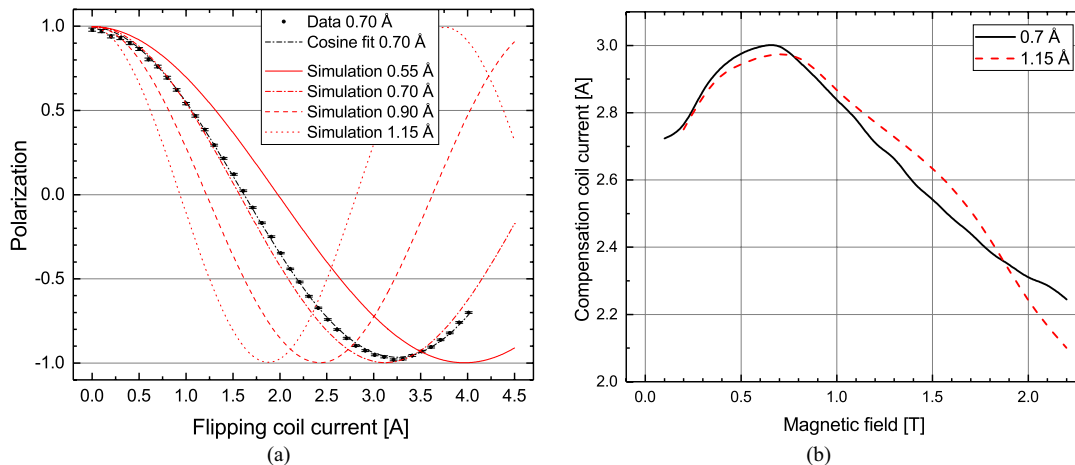 Polarization
1.0
0.5
0.0
-0.5
-1.0
Data 0.70 Å
Cosine fit 0.70 Å
Simulation 0.55 Å
Simulation 0.70 Å
Simulation 0.90 Å
Simulation 1.15 Å
0.0 0.5 1.0 1.5 2.0 2.5 3.0 3.5 4.0 4.5
Flipping coil current [A]
(a)
Compensation coil current [A]
3.0
2.8
2.6
2.4
2.2
2.0
0.7 Å
1.15 Å
0.0 0.5 1.0 1.5 2.0
Magnetic field [T]
(b)